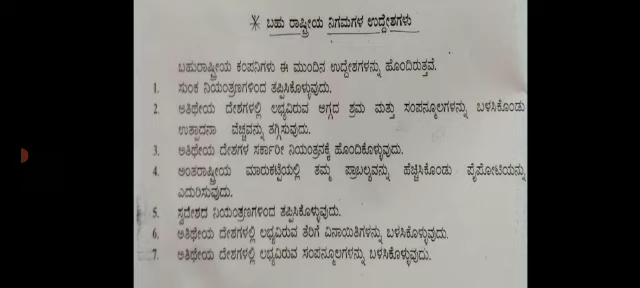 ಬಹು ರಾಷ್ಟ್ರೀಯ ನಿಗಮಗಳ ಉದ್ದೇಶಗಳು
ಬಹುರಾಷ್ಟ್ರೀಯ ಕಂಪನಿಗಳು ಈ ಮುಂದಿನ ಉದ್ದೇಶಗಳನ್ನು ಹೊಂದಿರುತ್ತವೆ.
1. ಸುಂಕ ನಿಯಂತ್ರಣಗಳಿಂದ ತಪ್ಪಿಸಿಕೊಳ್ಳುವುದು.
2. ಅತಿಥೇಯ ದೇಶಗಳಲ್ಲಿ ಲಭ್ಯವಿರುವ ಅಗ್ಗದ ಶ್ರಮ ಮತ್ತು ಸಂಪನ್ಮೂಲಗಳನ್ನು ಬಳಸಿಕೊಂಡು
ಉತ್ಪಾದನಾ ವೆಚ್ಚವನ್ನು ತಗ್ಗಿಸುವುದು.
3. ಅತಿಥೇಯ ದೇಶಗಳ ಸರ್ಕಾರೀ ನಿಯಂತ್ರನಕ್ಕೆ ಹೊಂದಿಕೊಳ್ಳುವುದು.
4. ಅಂತರಾಷ್ಟ್ರೀಯ ಮಾರುಕಟ್ಟೆಯಲ್ಲಿ ತಮ್ಮ ಪ್ರಾಬಲ್ಯವನ್ನು ಹೆಚ್ಚಿಸಿಕೊಂಡು ಪೈಪೋಟಿಯನ್ನು
ಎದುರಿಸುವುದು.
5. ಸ್ವದೇಶದ ನಿಯಂತ್ರಣಗಳಿಂದ ತಪ್ಪಿಸಿಕೊಳ್ಳುವುದು.
6. ಅತಿಥೇಯ ದೇಶಗಳಲ್ಲಿ ಲಭ್ಯವಿರುವ ತೆರಿಗೆ ವಿನಾಯಿತಿಗಳನ್ನು ಬಳಸಿಕೊಳ್ಳುವುದು.
7. ಅತಿಥೇಯ ದೇಶಗಳಲ್ಲಿ ಲಭ್ಯವಿರುವ ಸಂಪನ್ಮೂಲಗಳನ್ನು ಬಳಸಿಕೊಳ್ಳುವುದು.